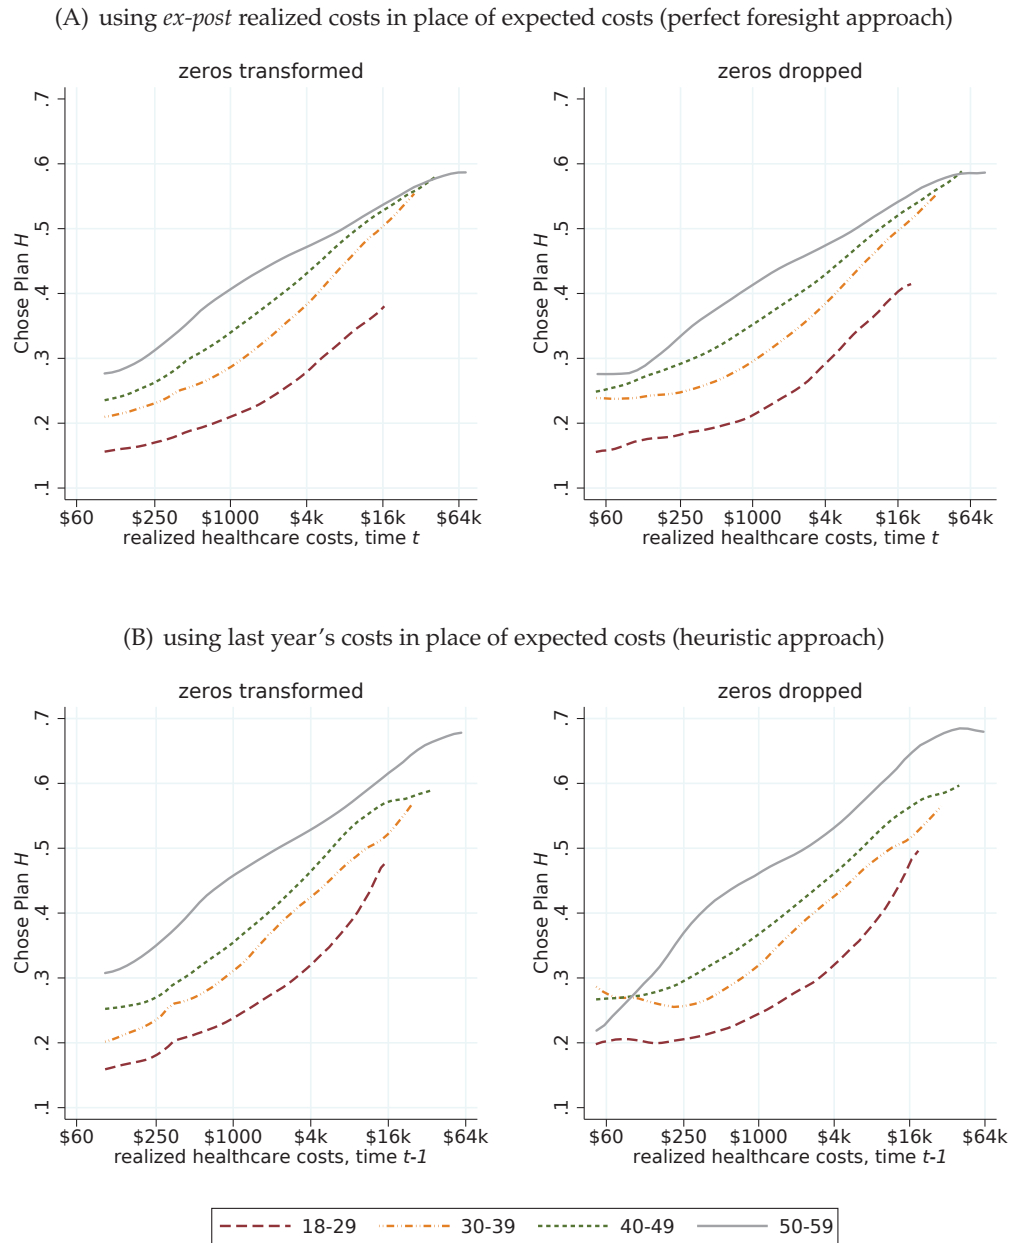 (A) using ex-post realized costs in place of expected costs (perfect foresight approach)
zeros transformed
zeros dropped
Chose Plan H
.7
.6
.5
.4
.3
.2
.1
$60 $250 $1000 $4k $16k $64k
realized healthcare costs, time t
Chose Plan H
.7
.6
.5
.4
.3
.2
.1
$60 $250 $1000 $4k $16k $64k
realized healthcare costs, time t
(B) using last year's costs in place of expected costs (heuristic approach)
zeros transformed
zeros dropped
Chose Plan H
.7
.6
.5
.4
.3
.2
.1
$60 $250 $1000 $4k $16k $64k
realized healthcare costs, time t-1
Chose Plan H
.7
.6
.5
.4
.3
.2
.1
$60 $250 $1000 $4k $16k $64k
realized healthcare costs, time t-1
18-29 30-39 40-49 50-59